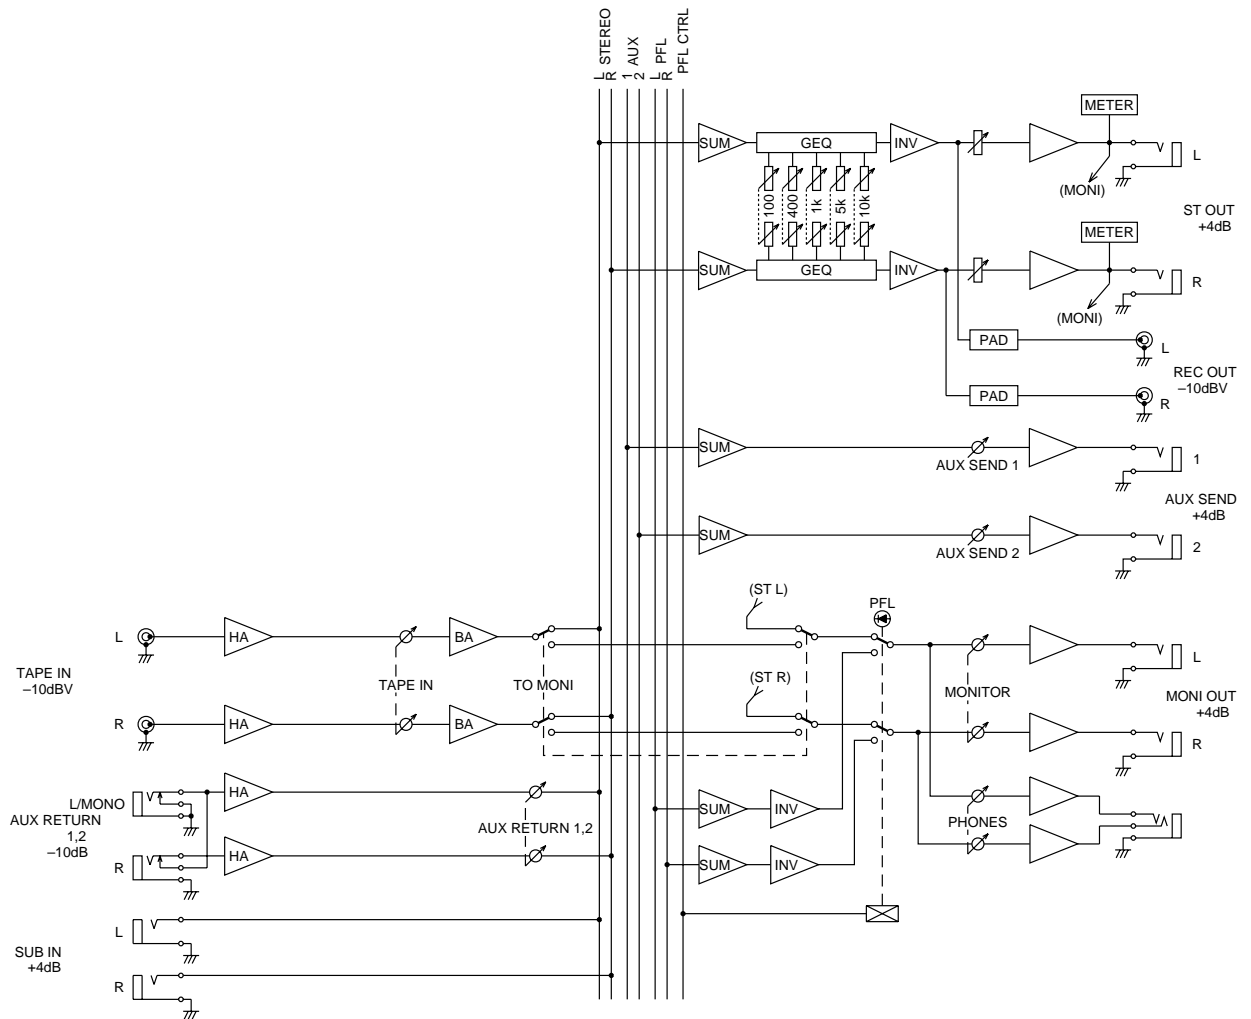 L STEREO
R
1 AUX
2
L PFL
R
PFL CTRL
METER
SUM
GEQ
INV
L
(MONI)
100
400
1k
5k
10k
ST OUT
+4dB
METER
SUM
GEQ
INV
R
(MONI)
PAD
L
REC OUT
–10dBV
PAD
R
SUM
AUX SEND 1
1
AUX SEND
+4dB
SUM
AUX SEND 2
2
(ST L)
PFL
L
HA
BA
L
TAPE IN
–10dBV
TAPE IN
TO MONI
(ST R)
MONITOR
MONI OUT
+4dB
R
HA
BA
R
L/MONO
HA
AUX RETURN
1,2
–10dB
AUX RETURN 1,2
SUM
INV
PHONES
R
HA
SUM
INV
L
SUB IN
+4dB
R